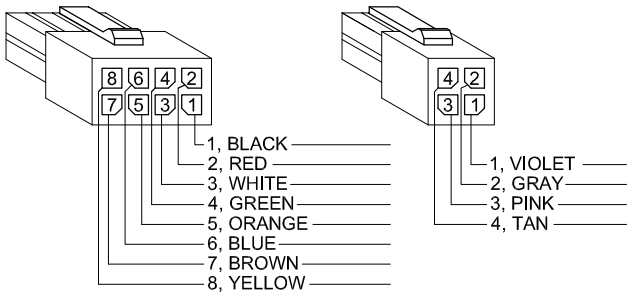 8 6 4 2
7 5 3 1
1, BLACK
2, RED
3, WHITE
4, GREEN
5, ORANGE
6, BLUE
7, BROWN
8, YELLOW
4 2
3 1
1, VIOLET
2, GRAY
3, PINK
4, TAN